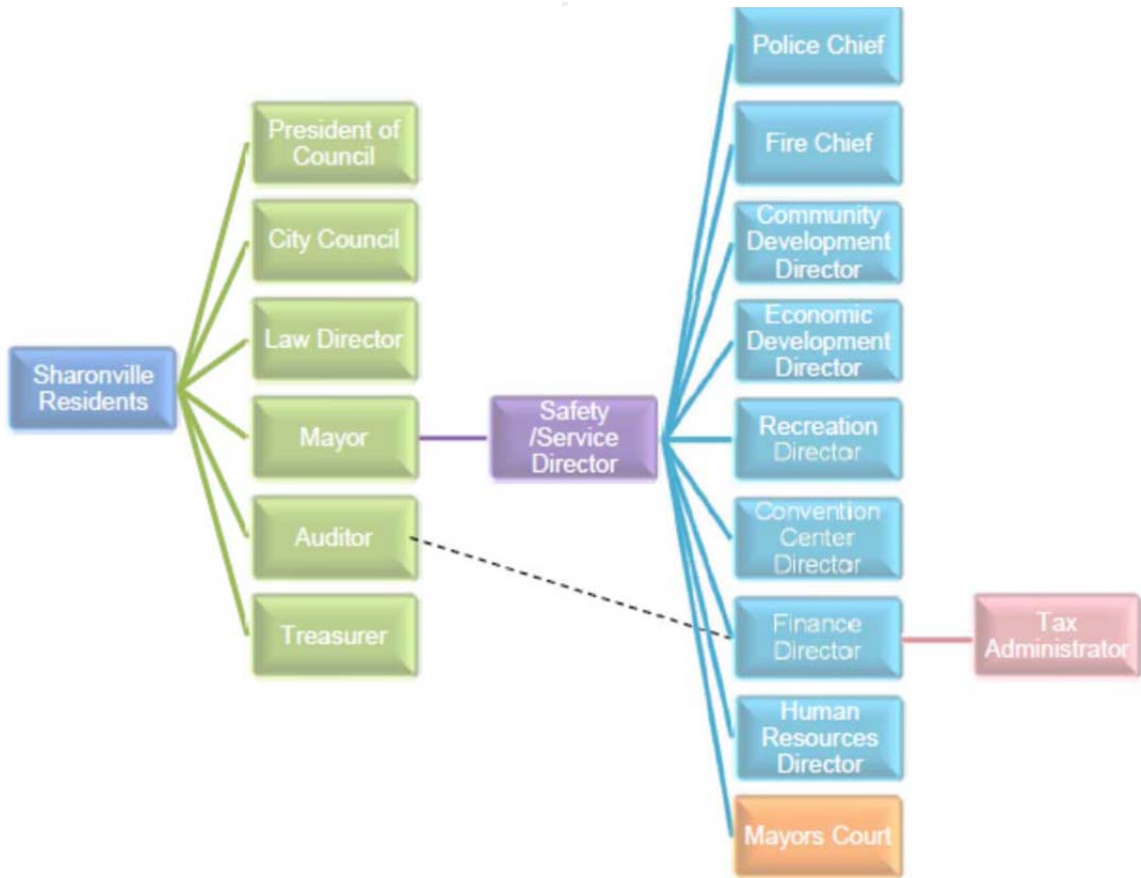 Sharonville
Residents
President of
Council
City Council
Law Director
Mayor
Auditor
Treasurer
Safety
/Service
Director
Police Chief
Fire Chief
Community
Development
Director
Economic
Development
Director
Recreation
Director
Convention
Center
Director
Finance
Director
Human
Resources
Director
Mayors Court
Tax
Administrator